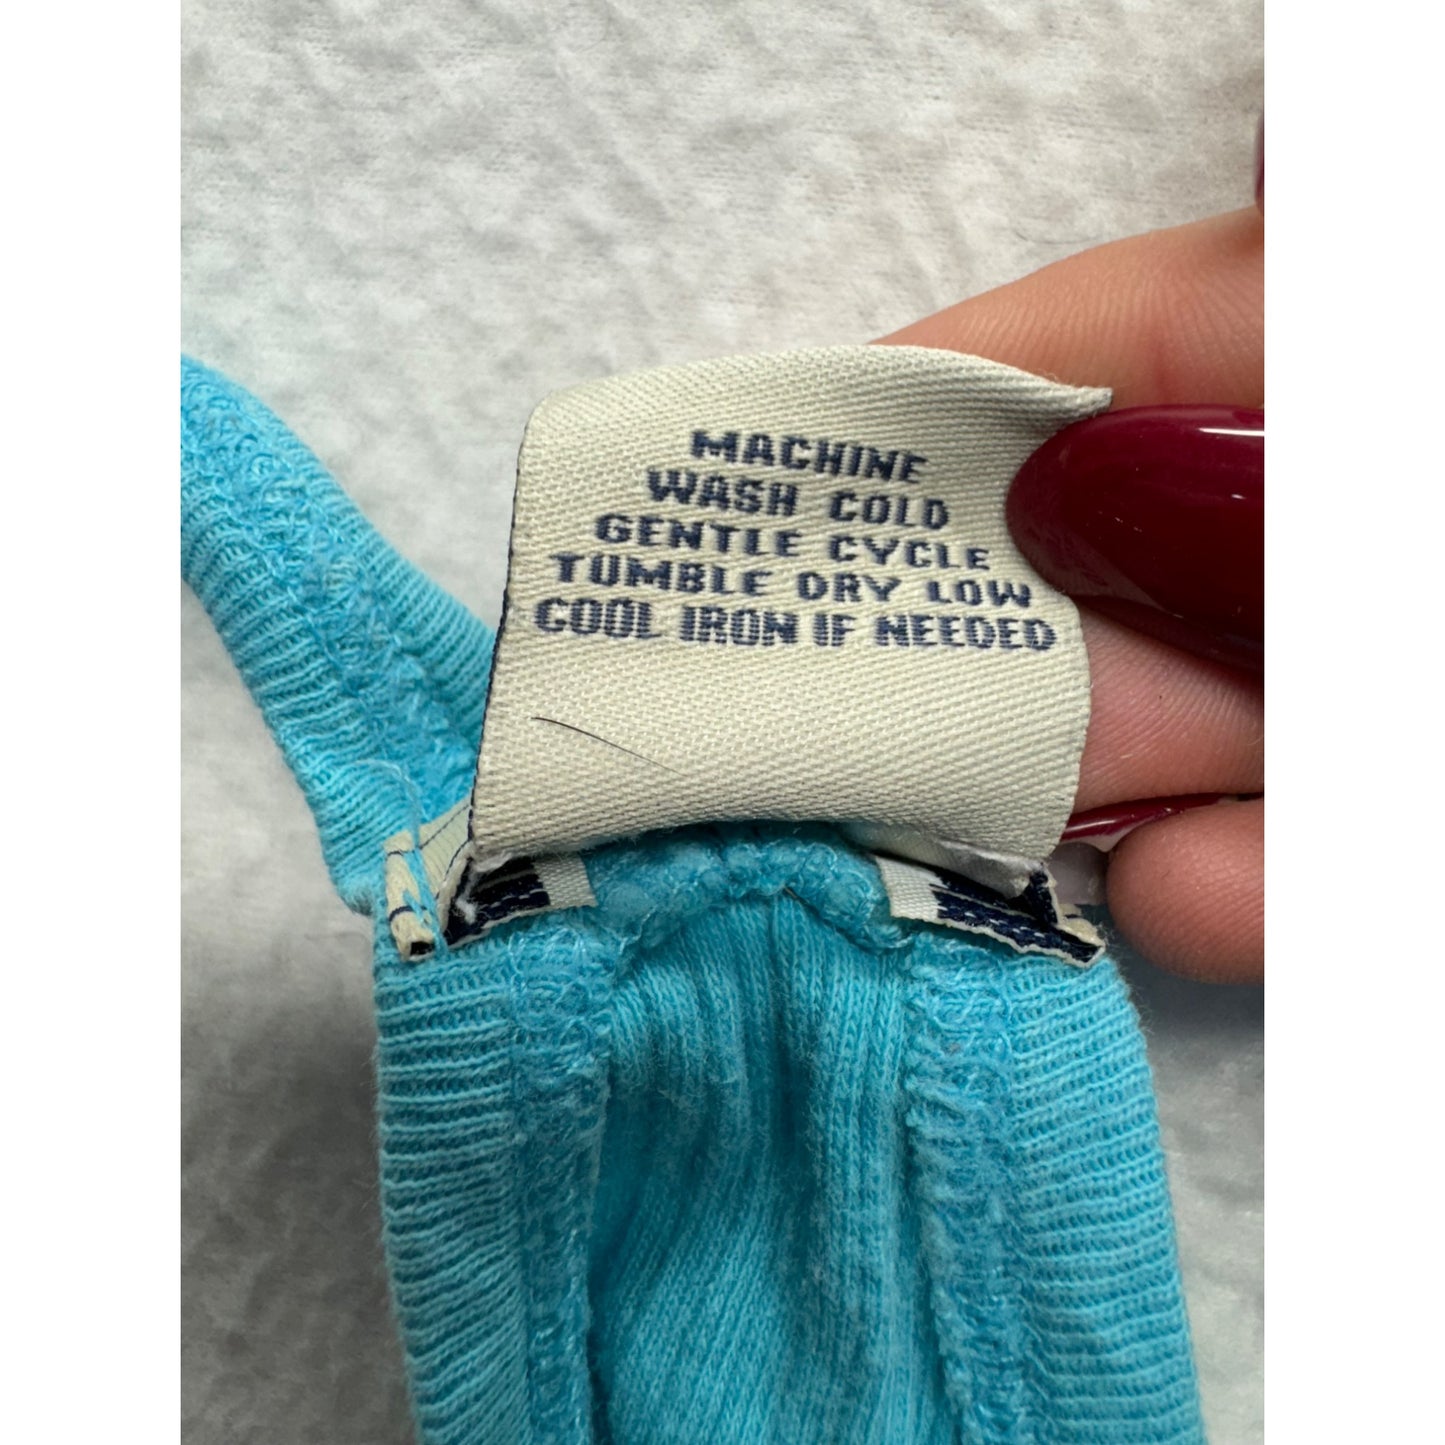 MACHINE
WASH COLD
GENTLE CYCLE
TUMBLE DRY LOW
COOL IRON IF NEEDED